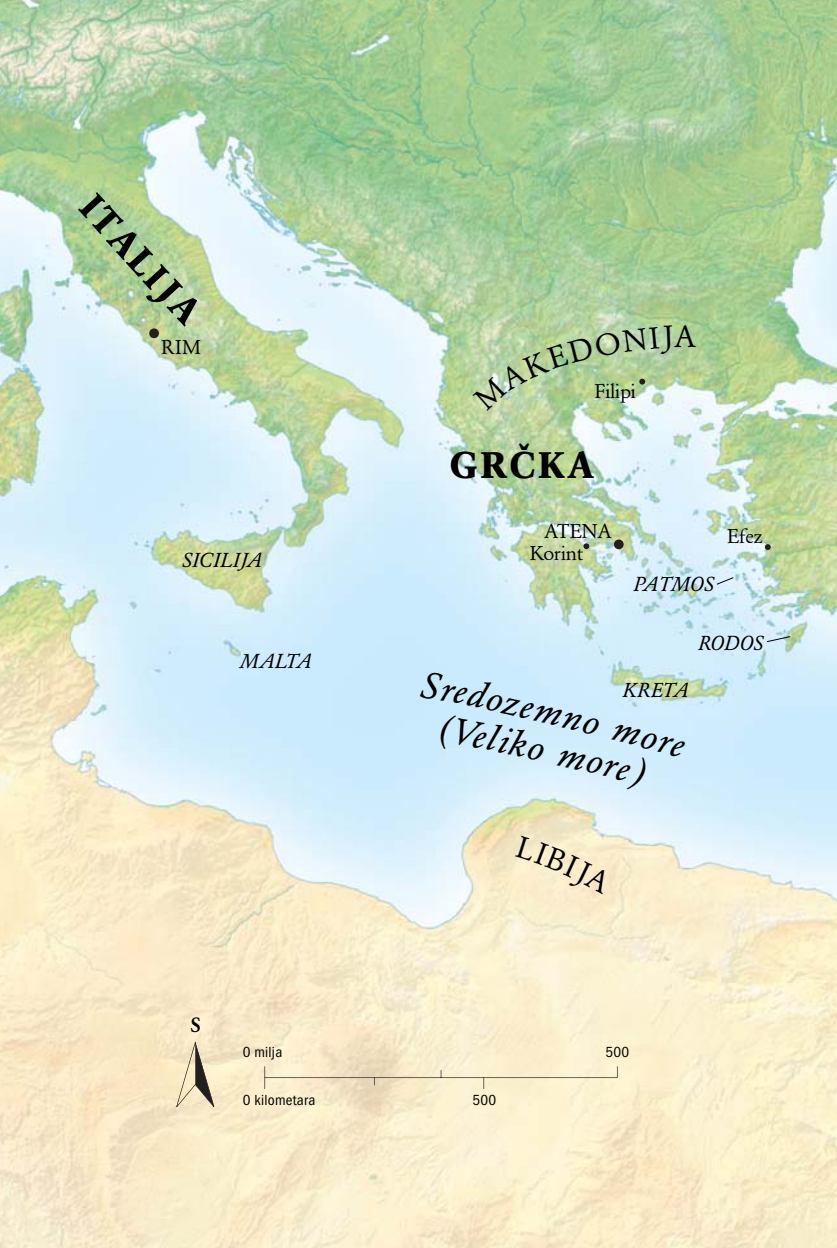 ITALIJA
RIM
MAKEDONIJA
Filipi
GRČKA
ATENA
Korint
Efez
SICILIJA
PATMOS
RODOS
MALTA
KRETA
Sredozemno more
(Veliko more)
LIBIJA
S
0 milja 500
0 kilometara 500